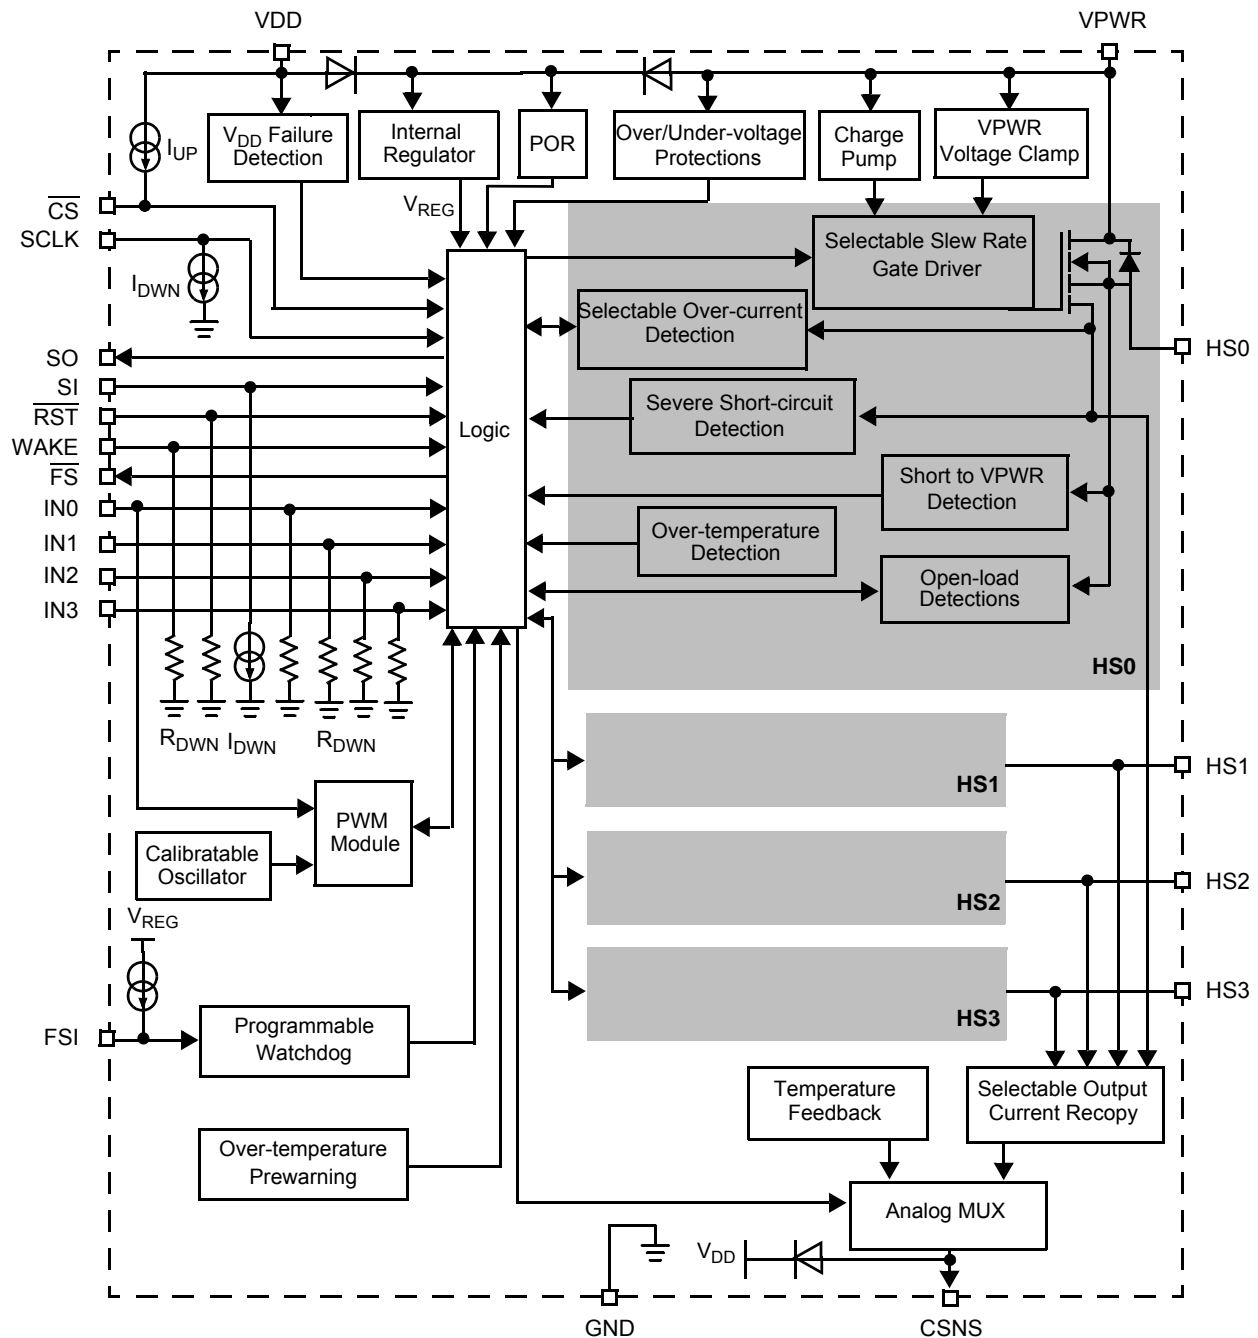 VDD
VPWR
VDD Failure
Detection
Internal
Regulator
POR
Over/Under-voltage
Protections
Charge
Pump
VPWR
Voltage Clamp
IUP
VREG
CS
SCLK
IDWN
SO
SI
RST
WAKE
FS
IN0
IN1
IN2
IN3
Logic
Selectable Slew Rate
Gate Driver
Selectable Over-current
Detection
Severe Short-circuit
Detection
Short to VPWR
Detection
Over-temperature
Detection
Open-load
Detections
HS0
HS0
RDWN
IDWN
RDWN
PWM
Module
Calibratable
Oscillator
VREG
FSI
Programmable
Watchdog
Over-temperature
Prewarning
HS1
HS1
HS2
HS2
HS3
HS3
Temperature
Feedback
Selectable Output
Current Recopy
Analog MUX
VDD
GND
CSNS